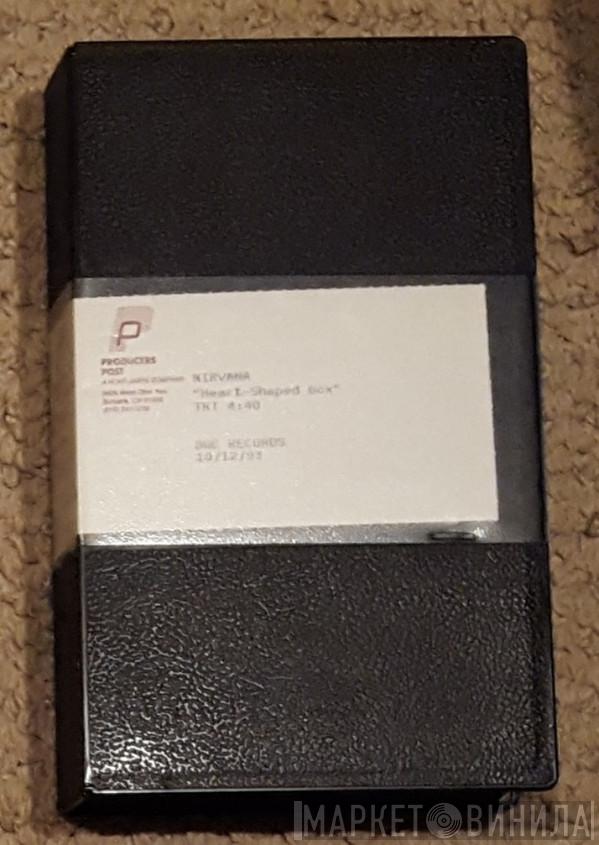 P
PRODUCERS
POST
NIRVANA
"Heart-Shaped Box"
TRT 4:40
DGC RECORDS
10/12/93
МАРКЕТ ВИНИЛА